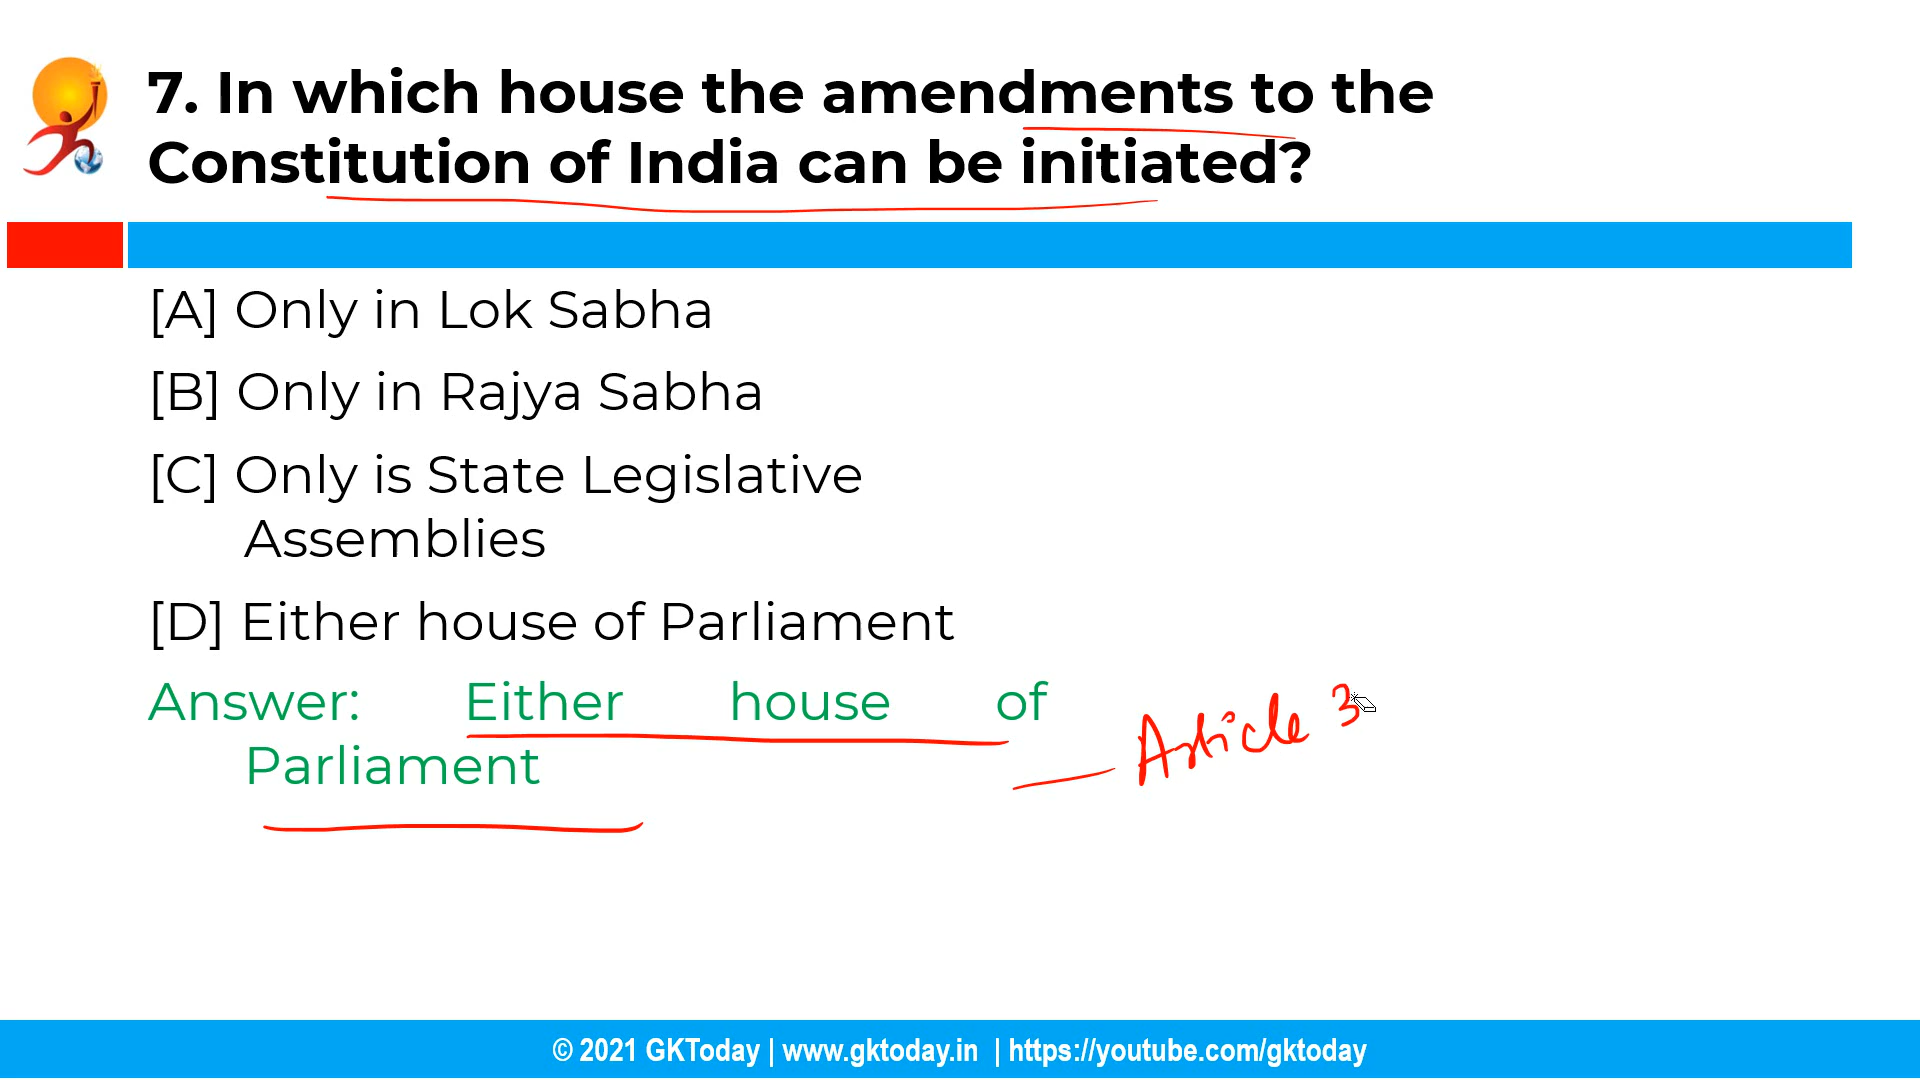 7. In which house the amendments to the
Constitution of India can be initiated?
[A] Only in Lok Sabha
[B] Only in Rajya Sabha
[C] Only is State Legislative
Assemblies
[D] Either house of Parliament
Answer: Either house of
Parliament
Article 3
© 2021 GKToday | www.gktoday.in | https://youtube.com/gktoday